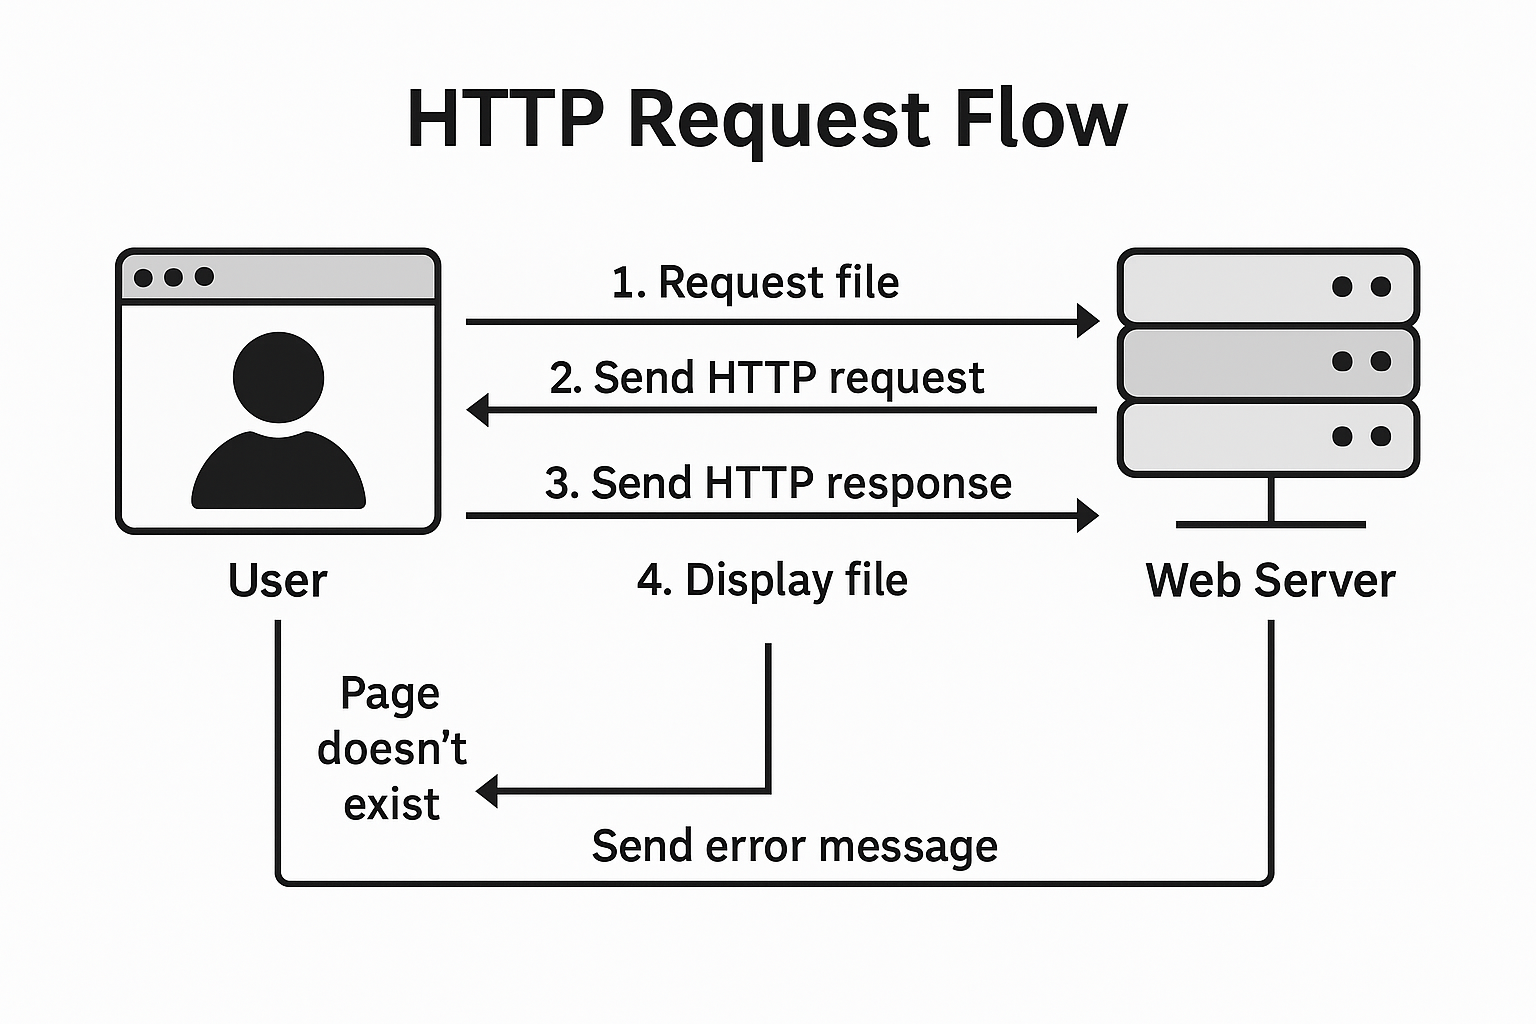 HTTP Request Flow
1. Request file
2. Send HTTP request
3. Send HTTP response
User
4. Display file
Web Server
Page
doesn't
exist
Send error message